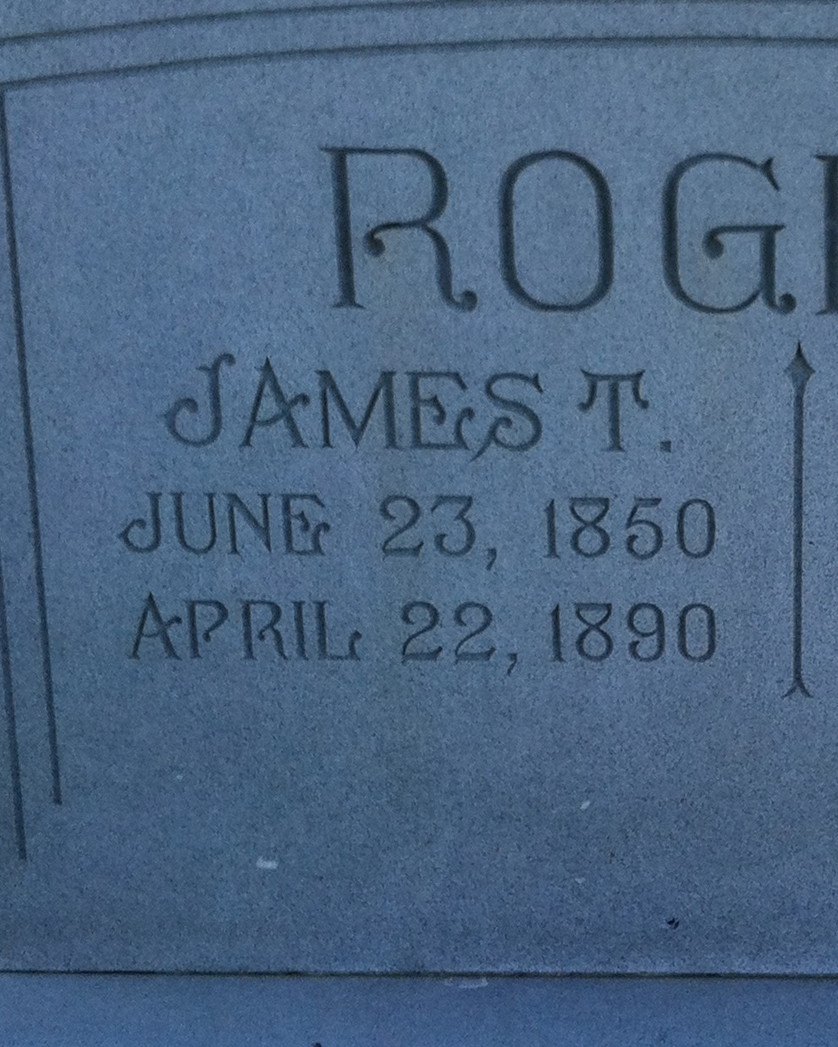 ROG
JAMES T.
JUNE 23, 1850
APRIL 22, 1890